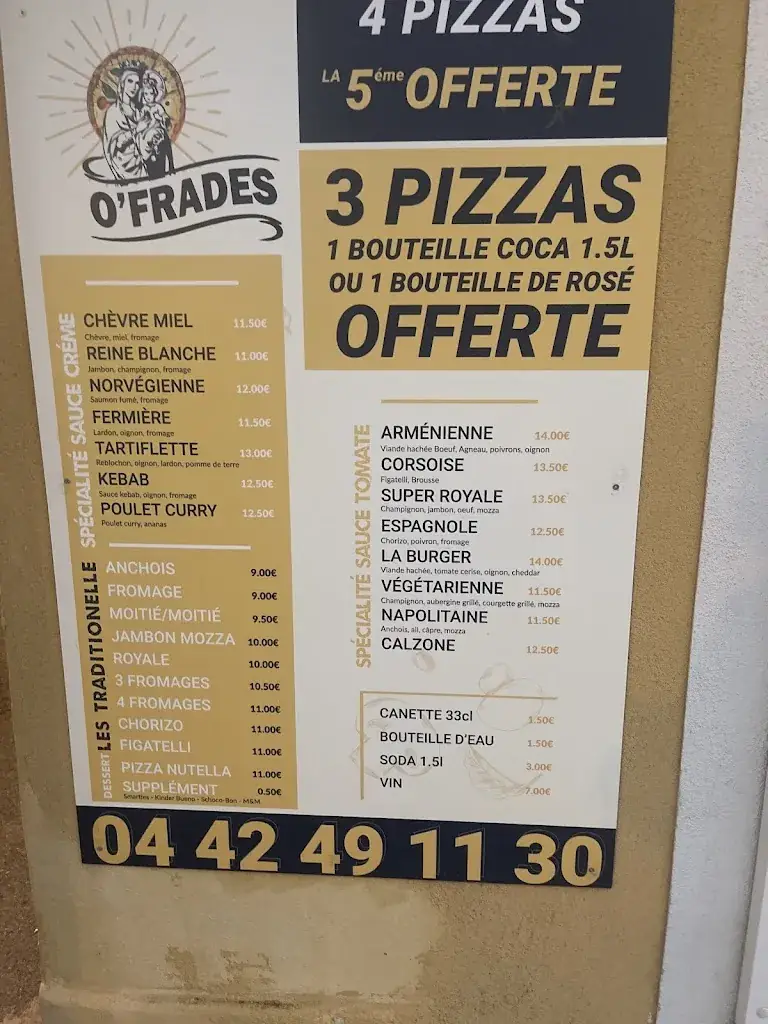 4 PIZZAS
LA 5éme OFFERTE
O'FRADES
3 PIZZAS
1 BOUTEILLE COCA 1.5L
OU 1 BOUTEILLE DE ROSÉ
OFFERTE
SPÉCIALITÉ SAUCE CRÉME
CHÈVRE MIEL 11.50€
Chèvre, miel, fromage
REINE BLANCHE 11.00€
Jambon, champignon, fromage
NORVÉGIENNE 12.00€
Saumon fumé, fromage
FERMIÈRE 11.50€
Lardon, oignon, fromage
TARTIFLETTE 13.00€
Reblochon, oignon, lardon, pomme de terre
KEBAB 12.50€
Sauce kebab, oignon, fromage
POULET CURRY 12.50€
Poulet curry, ananas
LES TRADITIONELLE
ANCHOIS 9.00€
FROMAGE 9.00€
MOITIÉ/MOITIÉ 9.50€
JAMBON MOZZA 10.00€
ROYALE 10.00€
3 FROMAGES 10.50€
4 FROMAGES 11.00€
CHORIZO 11.00€
FIGATELLI 11.00€
DESSERT
PIZZA NUTELLA 11.00€
SUPPLÉMENT 0.50€
Smarties - Kinder Bueno - Schoco-Bon - M&M
SPÉCIALITÉ SAUCE TOMATE
ARMÉNIENNE 14.00€
Viande hachée Boeuf, Agneau, poivrons, oignon
CORSOISE 13.50€
Figatelli, Brousse
SUPER ROYALE 13.50€
Champignon, jambon, oeuf, mozza
ESPAGNOLE 12.50€
Chorizo, poivron, fromage
LA BURGER 14.00€
Viande hachée, tomate cerise, oignon, cheddar
VÉGÉTARIENNE 11.50€
Champignon, aubergine grillé, courgette grillé, mozza
NAPOLITAINE 11.50€
Anchois, ail, câpre, mozza
CALZONE 12.50€
CANETTE 33cl 1.50€
BOUTEILLE D'EAU 1.50€
SODA 1.5l 3.00€
VIN 7.00€
04 42 49 11 30